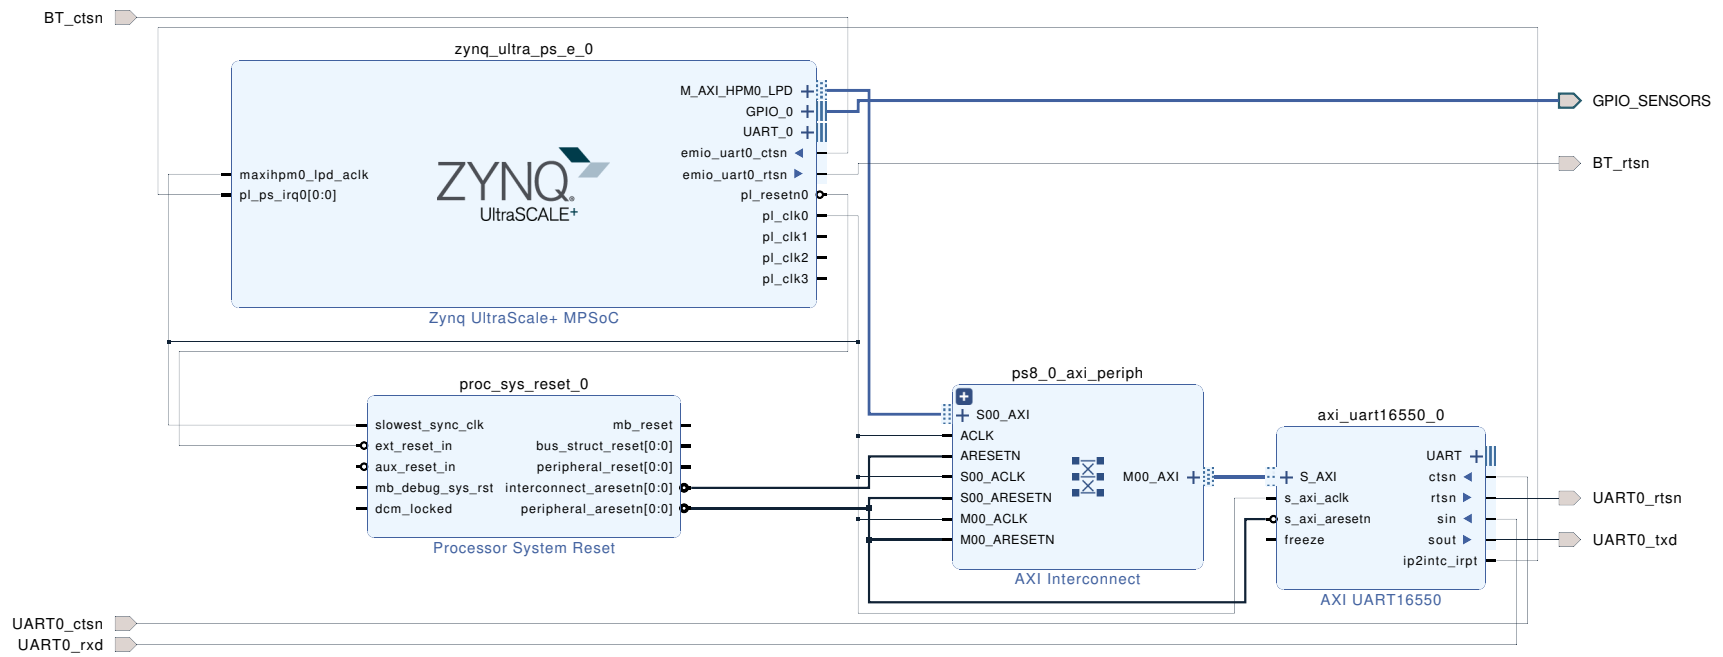 BT_ctsn
zynq_ultra_ps_e_0
M_AXI_HPM0_LPD
GPIO_0
UART_0
emio_uart0_ctsn
emio_uart0_rtsn
pl_resetn0
pl_clk0
pl_clk1
pl_clk2
pl_clk3
maxihpm0_lpd_aclk
pl_ps_irq0[0:0]
ZYNQ.
UltraSCALE+
Zynq UltraScale+ MPSoC
GPIO_SENSORS
BT_rtsn
proc_sys_reset_0
slowest_sync_clk
ext_reset_in
aux_reset_in
mb_debug_sys_rst
dcm_locked
mb_reset
bus_struct_reset[0:0]
peripheral_reset[0:0]
interconnect_aresetn[0:0]
peripheral_aresetn[0:0]
Processor System Reset
ps8_0_axi_periph
S00_AXI
ACLK
ARESETN
S00_ACLK
S00_ARESETN
M00_ACLK
M00_ARESETN
M00_AXI
AXI Interconnect
axi_uart16550_0
S_AXI
s_axi_aclk
s_axi_aresetn
freeze
UART
ctsn
rtsn
sin
sout
ip2intc_irpt
AXI UART16550
UART0_rtsn
UART0_txd
UART0_ctsn
UART0_rxd